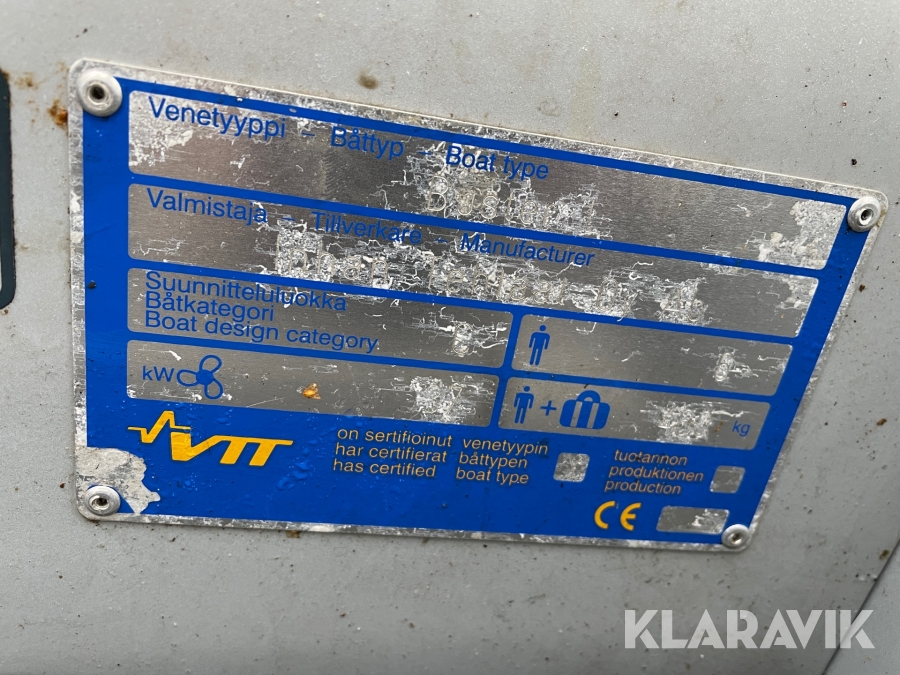 Venetyyppi – Båttyp – Boat type
Valmistaja – Tillverkare – Manufacturer
Suunnitteluluokka
Båtkategori
Boat design category
kW
+
kg
VTT
on sertifioinut venetyypin
har certifierat båttypen
has certified boat type
tuotannon
produktionen
production
CE
KLARAVIK